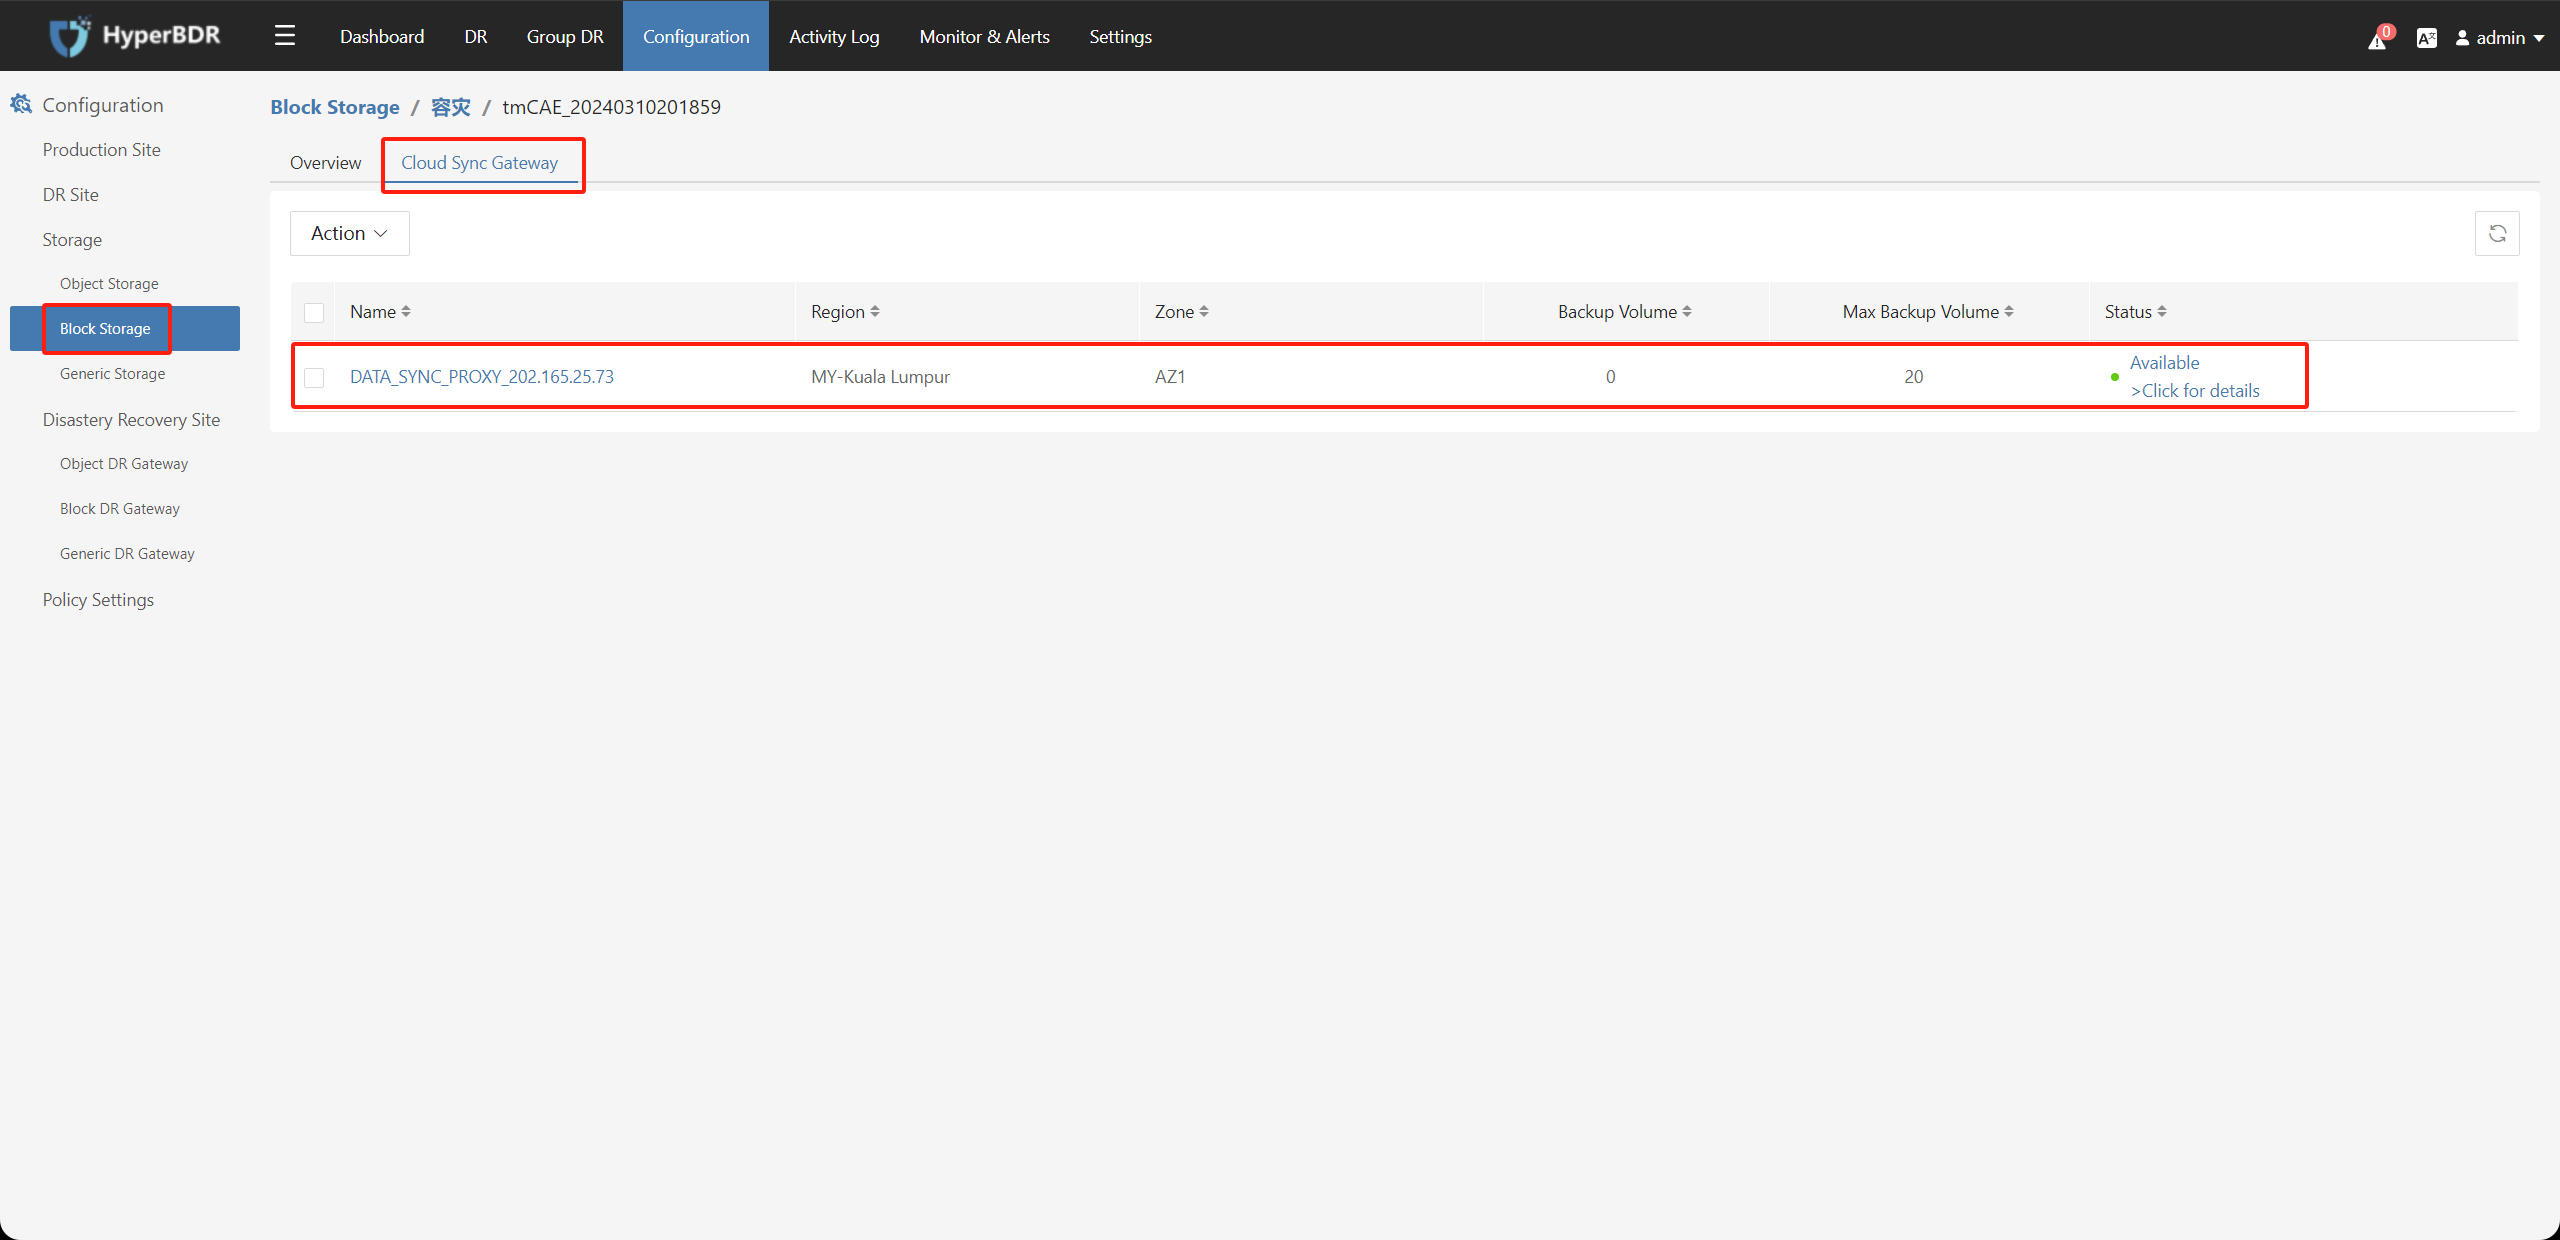 HyperBDR
Dashboard
DR
Group DR
Configuration
Activity Log
Monitor & Alerts
Settings
0
admin
Configuration
Production Site
DR Site
Storage
Object Storage
Block Storage
Generic Storage
Disastery Recovery Site
Object DR Gateway
Block DR Gateway
Generic DR Gateway
Policy Settings
Block Storage / 容灾 / tmCAE_20240310201859
Overview
Cloud Sync Gateway
Action
Name Region Zone Backup Volume Max Backup Volume Status
DATA_SYNC_PROXY_202.165.25.73 MY-Kuala Lumpur AZ1 0 20 Available
>Click for details